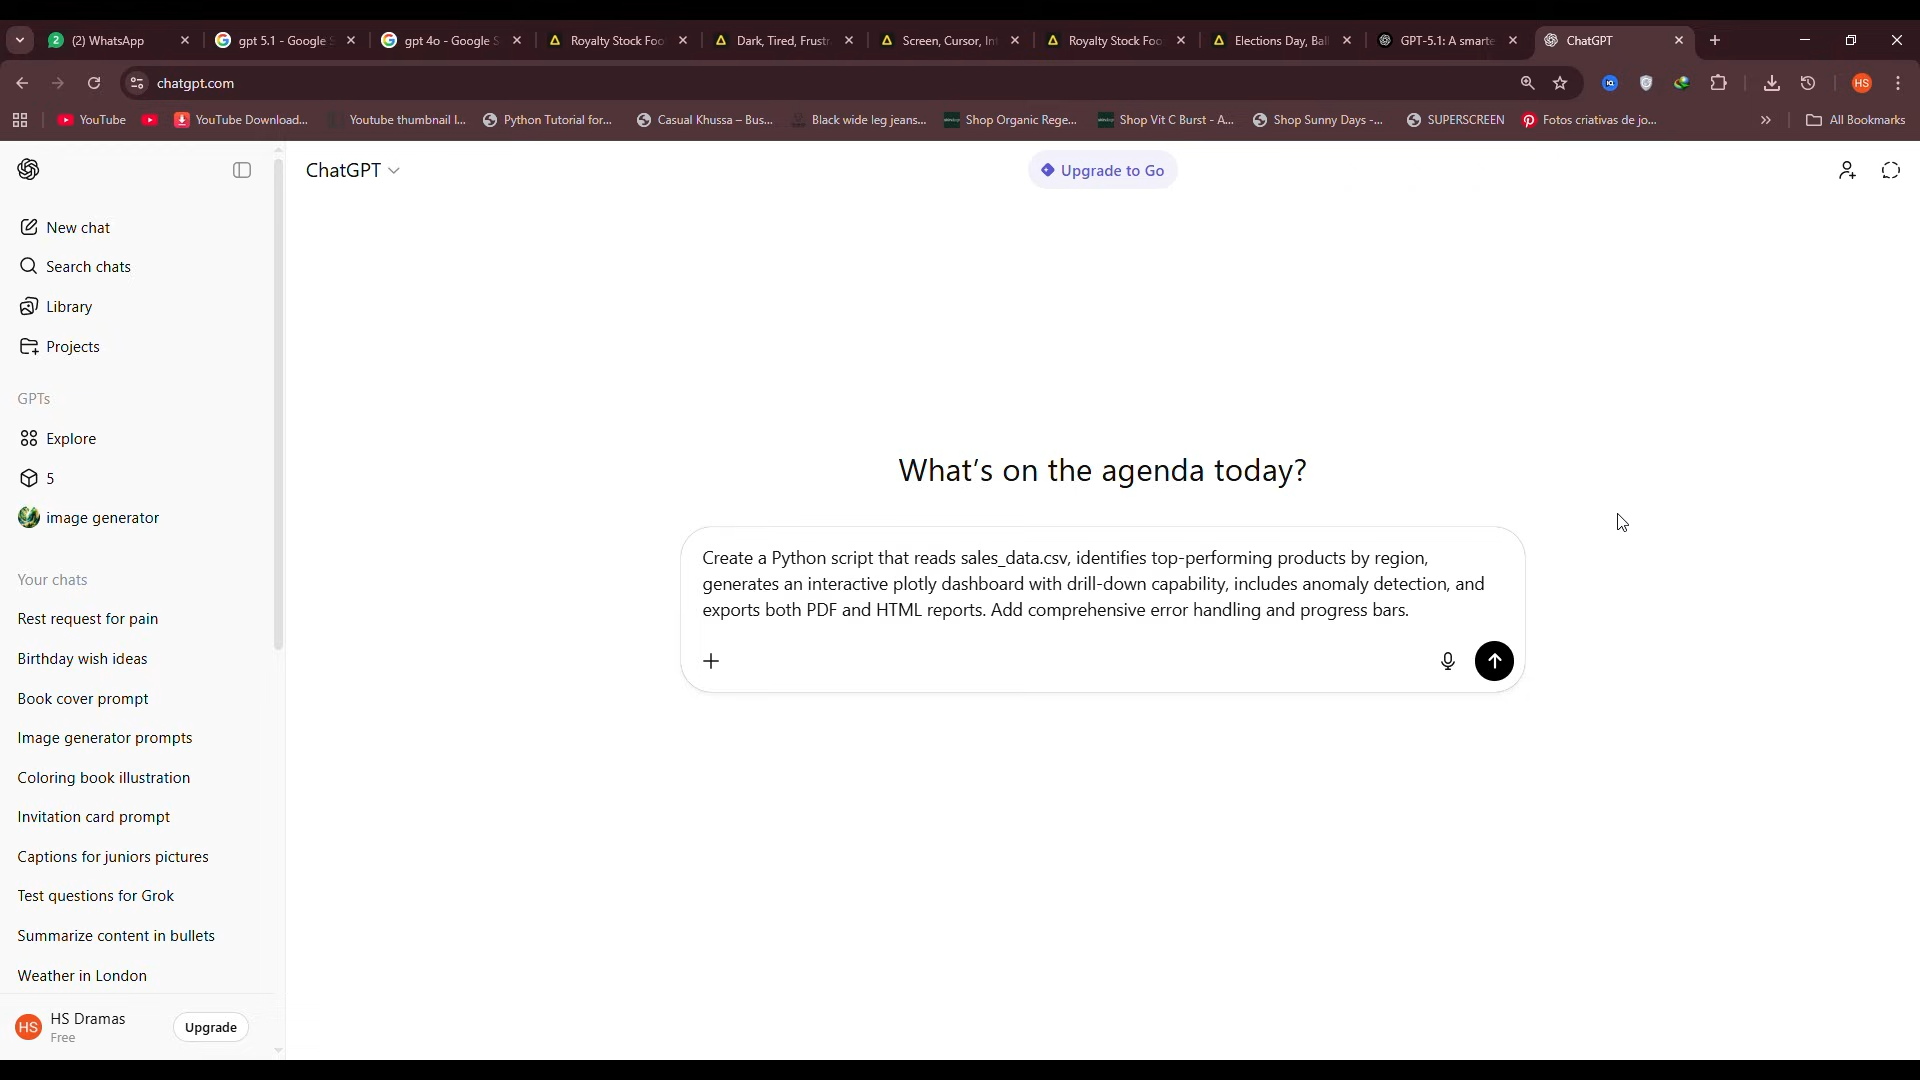 2
(2) WhatsApp
gpt 5.1 - Google S
gpt 4o - Google S
Royalty Stock Foo
Dark, Tired, Frustr
Screen, Cursor, In
Royalty Stock Foo
Elections Day, Ball
GPT-5.1: A smarte
ChatGPT
chatgpt.com
HS
YouTube
YouTube Download...
Youtube thumbnail I...
Python Tutorial for...
Casual Khussa – Bus...
Black wide leg jeans...
Shop Organic Rege...
Shop Vit C Burst - A...
Shop Sunny Days -...
SUPERSCREEN
Fotos criativas de jo...
All Bookmarks
ChatGPT
Upgrade to Go
New chat
Search chats
Library
Projects
GPTs
Explore
5
image generator
Your chats
Rest request for pain
Birthday wish ideas
Book cover prompt
Image generator prompts
Coloring book illustration
Invitation card prompt
Captions for juniors pictures
Test questions for Grok
Summarize content in bullets
Weather in London
HS
HS Dramas
Free
Upgrade
What's on the agenda today?
Create a Python script that reads sales_data.csv, identifies top-performing products by region,
generates an interactive plotly dashboard with drill-down capability, includes anomaly detection, and
exports both PDF and HTML reports. Add comprehensive error handling and progress bars.